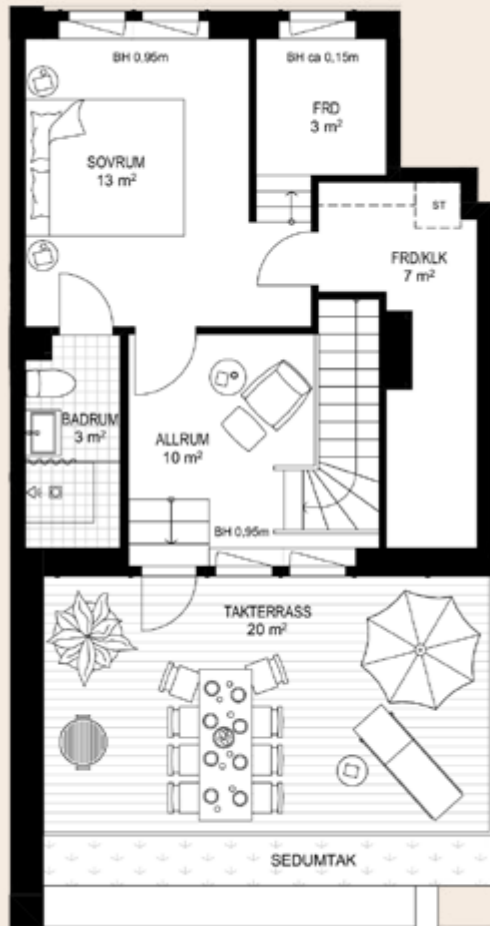 BH 0,95m
BH ca 0,15m
FRD
3 m²
SOVRUM
13 m²
ST
FRD/KLK
7 m²
BADRUM
3 m²
ALLRUM
10 m²
BH 0,95m
TAKTERRASS
20 m²
SEDUMTAK